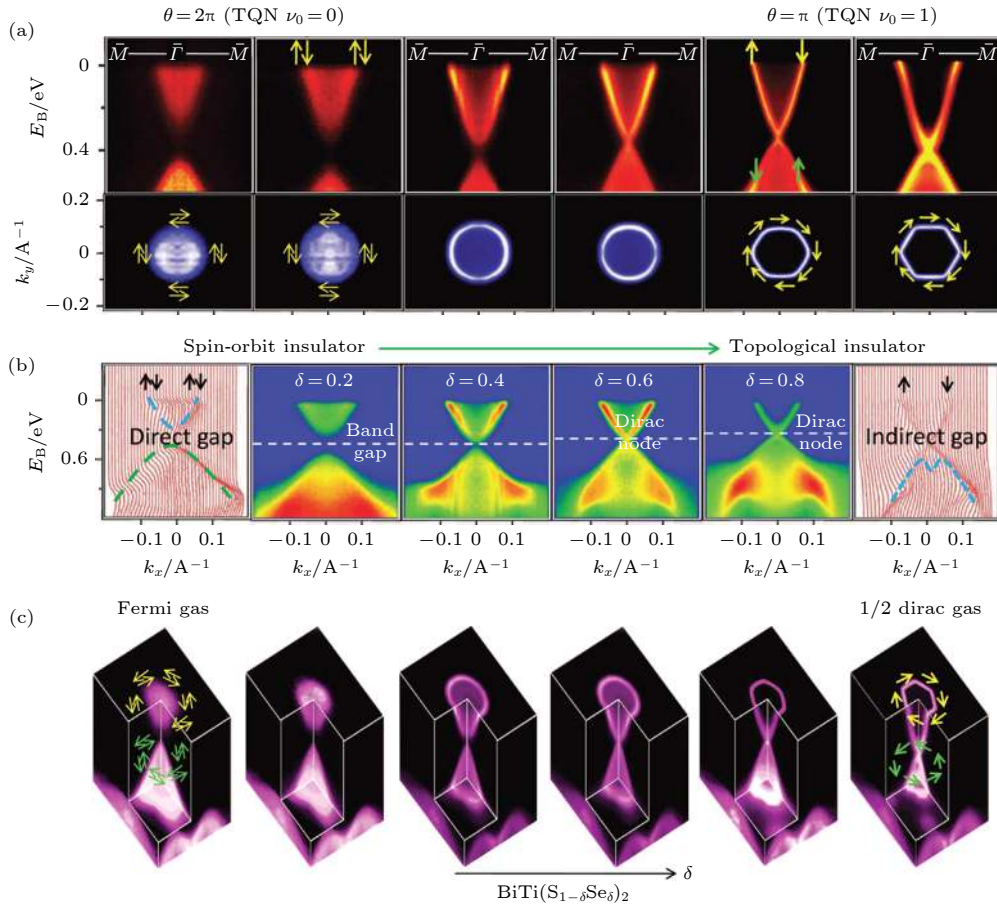 θ=2π (TQN ν₀=0) θ=π (TQN ν₀=1)
(a)
M̄ Γ̄ M̄ M̄ Γ̄ M̄ M̄ Γ̄ M̄ M̄ Γ̄ M̄
0
E_B/eV
0.4
0.2
k_y/A⁻¹
0
−0.2
Spin-orbit insulator Topological insulator
(b)
δ=0.2 δ=0.4 δ=0.6 δ=0.8
0
E_B/eV
0.6
Direct gap
Band
gap
Dirac
node
Dirac
node
Indirect gap
−0.1 0 0.1 −0.1 0 0.1 −0.1 0 0.1 −0.1 0 0.1 −0.1 0 0.1 −0.1 0 0.1
k_x/A⁻¹ k_x/A⁻¹ k_x/A⁻¹ k_x/A⁻¹ k_x/A⁻¹ k_x/A⁻¹
(c)
Fermi gas 1/2 dirac gas
δ
BiTi(S₁₋δSeδ)₂